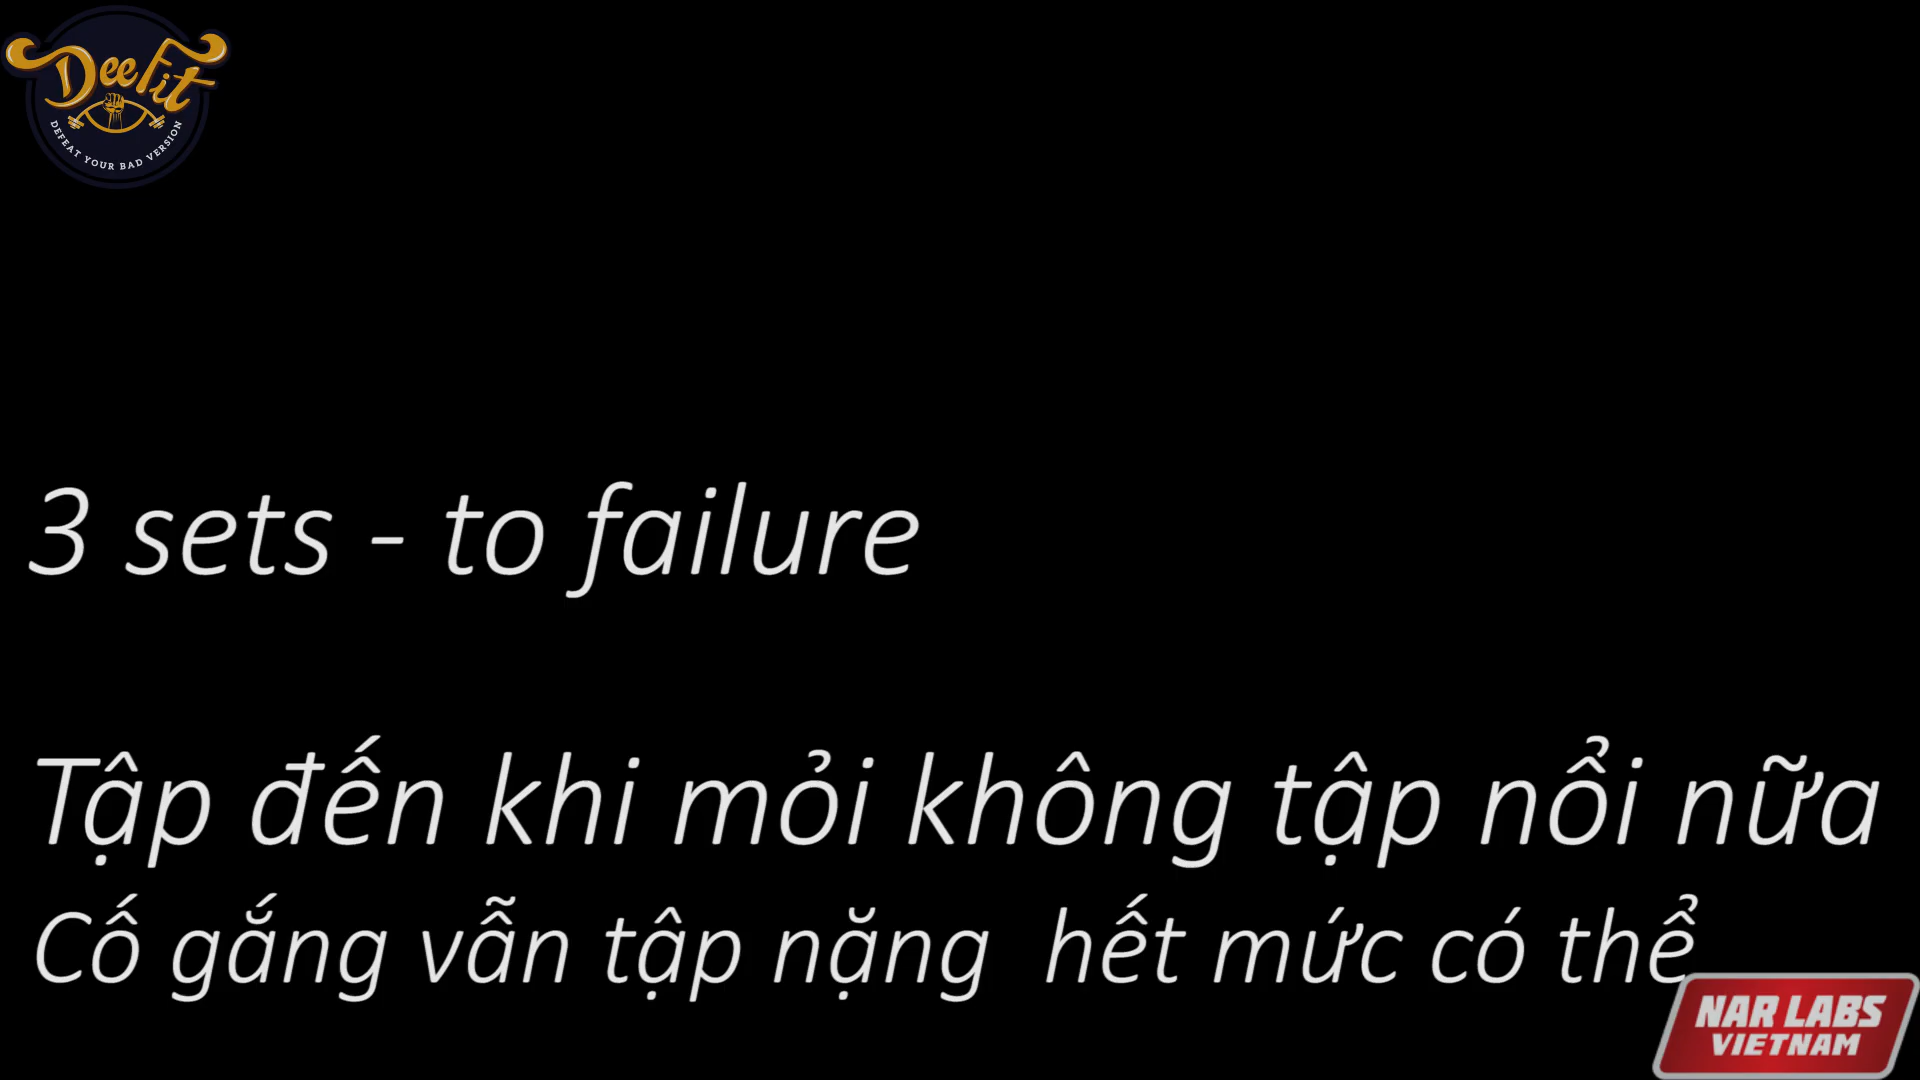 DeeFit
DEFEAT YOUR BAD VERSION
3 sets - to failure
Tập đến khi mỏi không tập nổi nữa
Cố gắng vẫn tập nặng  hết mức có thể
NAR LABS
VIETNAM